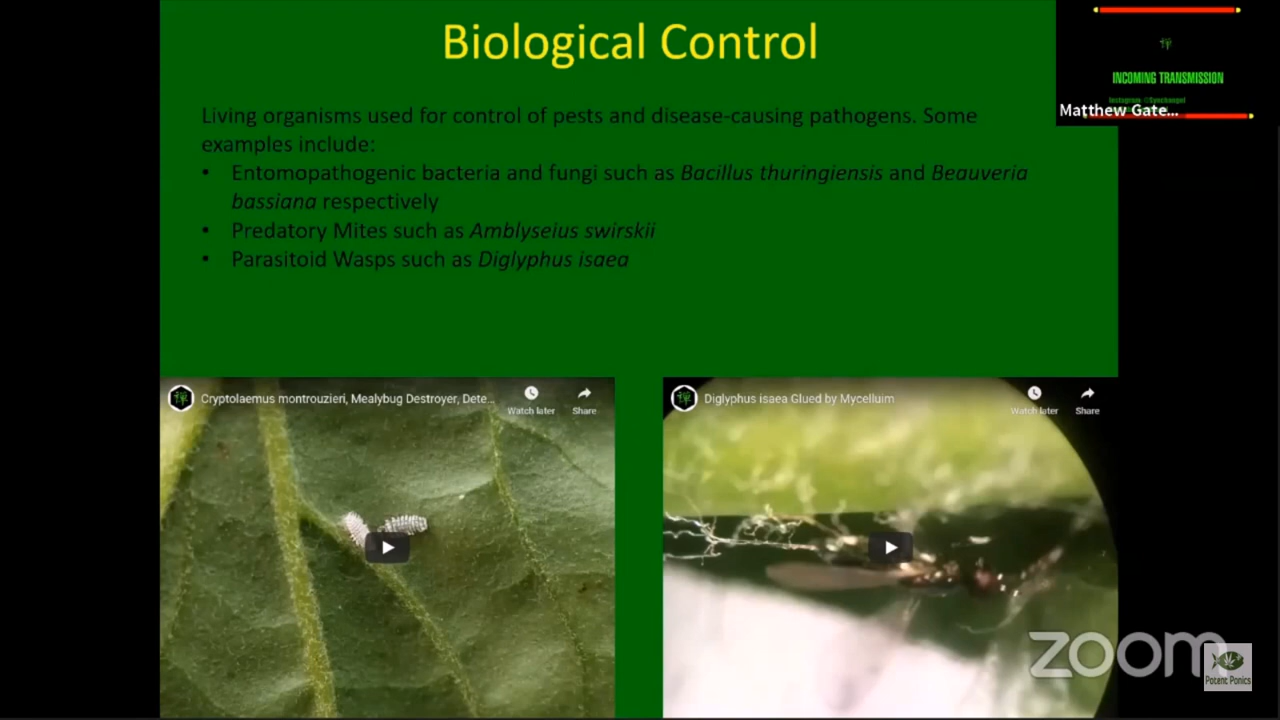 Biological Control
INCOMING TRANSMISSION
Matthew Gate...
Living organisms used for control of pests and disease-causing pathogens. Some
examples include:
• Entomopathogenic bacteria and fungi such as Bacillus thuringiensis and Beauveria
bassiana respectively
• Predatory Mites such as Amblyseius swirskii
• Parasitoid Wasps such as Diglyphus isaea
Cryptolaemus montrouzieri, Mealybug Destroyer, Dete...
Watch later
Share
Diglyphus isaea Glued by Mycelluim
Watch later
Share
zoom
Potent Ponics